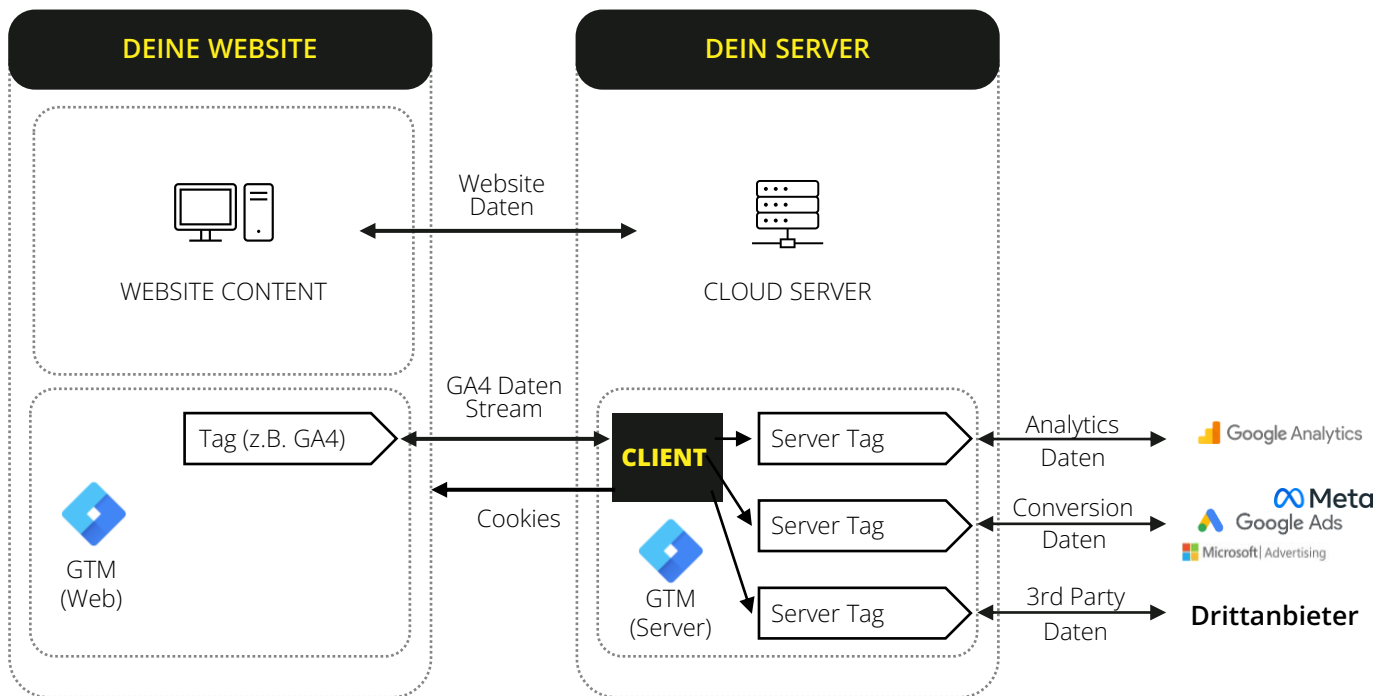 DEINE WEBSITE
DEIN SERVER
Website
Daten
WEBSITE CONTENT
CLOUD SERVER
GA4 Daten
Stream
Tag (z.B. GA4)
CLIENT
Cookies
GTM
(Web)
GTM
(Server)
Server Tag
Server Tag
Server Tag
Analytics
Daten
Google Analytics
Conversion
Daten
Meta
Google Ads
Microsoft | Advertising
3rd Party
Daten
Drittanbieter